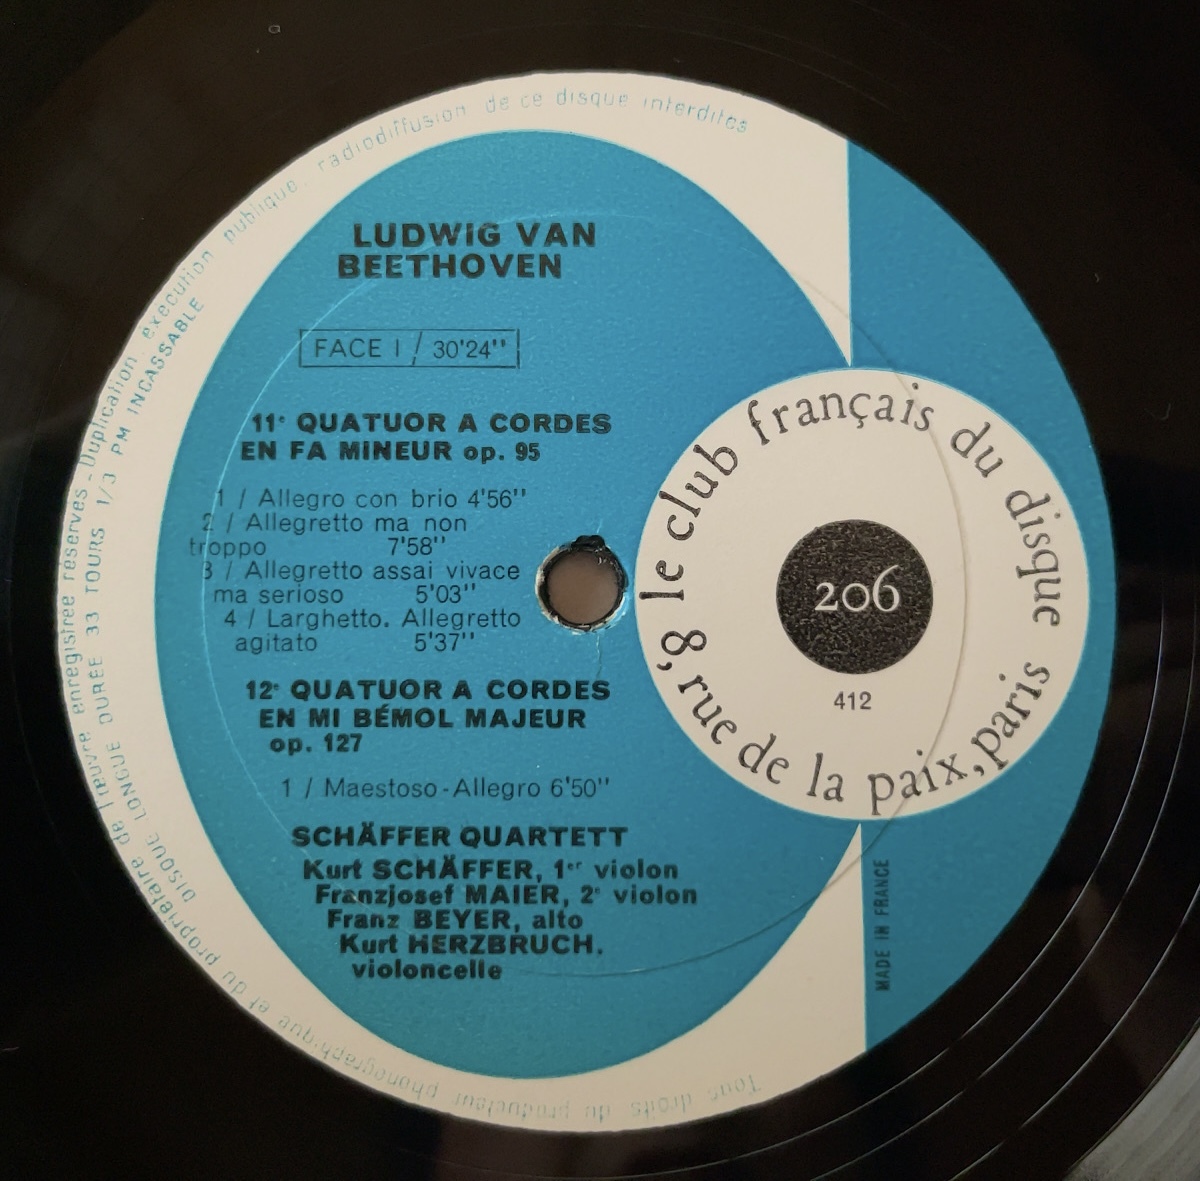 LUDWIG VAN
BEETHOVEN
FACE I / 30'24''
11e QUATUOR A CORDES
EN FA MINEUR op. 95
1 / Allegro con brio 4'56''
2 / Allegretto ma non
troppo 7'58''
3 / Allegretto assai vivace
ma serioso 5'03''
4 / Larghetto. Allegretto
agitato 5'37''
12e QUATUOR A CORDES
EN MI BÉMOL MAJEUR
op. 127
1 / Maestoso-Allegro 6'50''
SCHÄFFER QUARTETT
Kurt SCHÄFFER, 1er violon
Franzjosef MAIER, 2e violon
Franz BEYER, alto
Kurt HERZBRUCH.
violoncelle
le club français du disque
8, rue de la paix, paris
206
412
MADE IN FRANCE
Tous droits du producteur phonographique et du propriétaire de l'œuvre enregistrée réservés - Duplication, exécution publique, radiodiffusion de ce disque interdites
DISQUE LONGUE DURÉE 33 TOURS 1/3 PM INCASSABLE